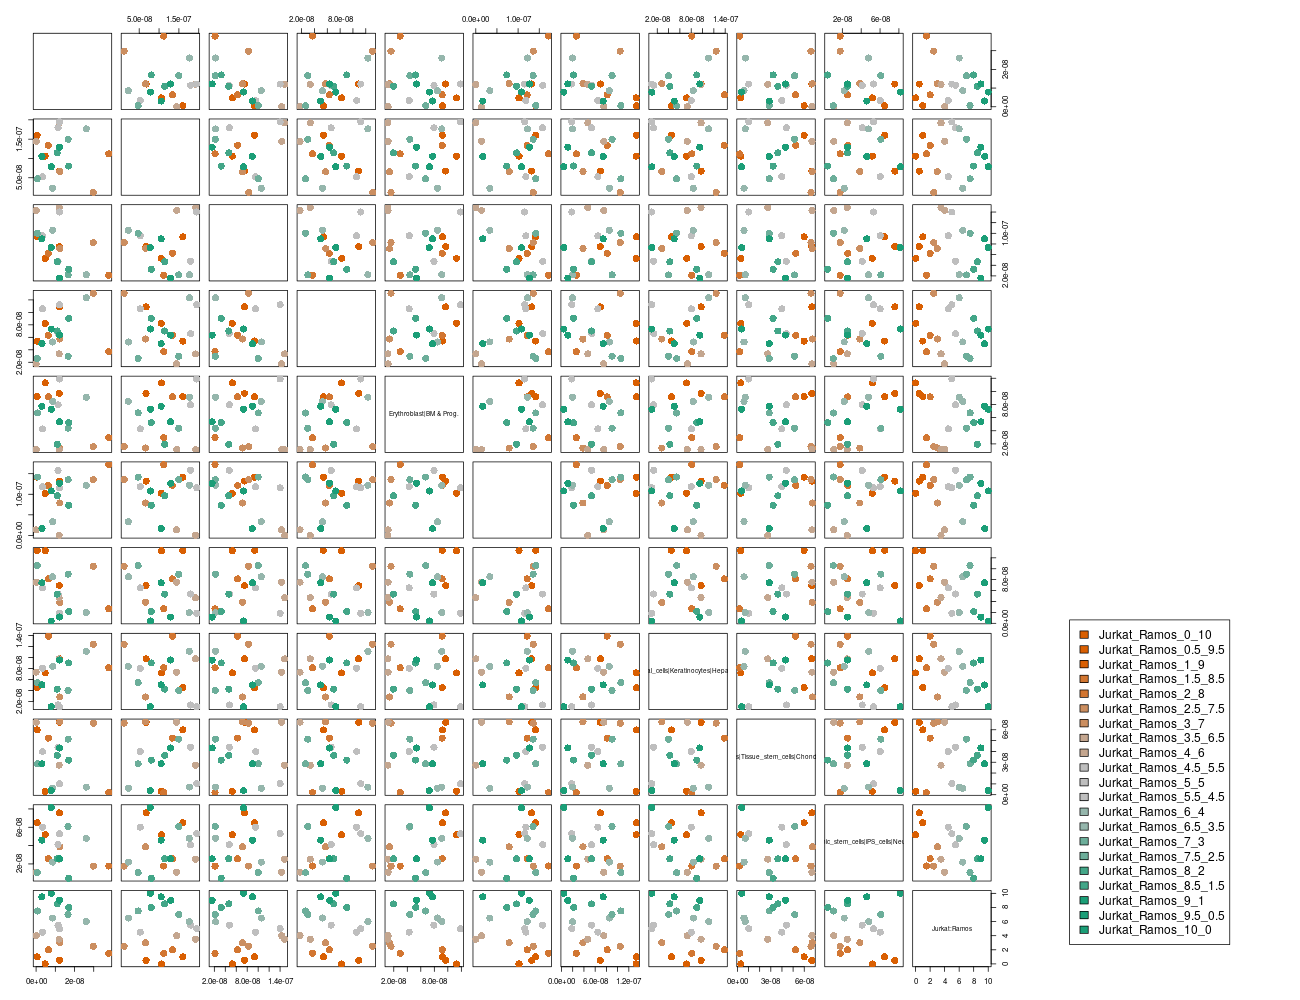 5.0e-08 1.5e-07 2.0e-08 8.0e-08 0.0e+00 1.0e-07 2.0e-08 8.0e-08 1.4e-07 2e-08 6e-08
0e+00 2e-08
5.0e-08 1.5e-07
2.0e-08 1.0e-07
2.0e-08 8.0e-08
Erythroblast|BM & Prog.
2.0e-08 8.0e-08
0.0e+00 1.0e-07
0.0e+00 8.0e-08
al_cells|Keratinocytes|Hepa
2.0e-08 8.0e-08 1.4e-07
s|Tissue_stem_cells|Chond
0e+00 3e-08 6e-08
ic_stem_cells|iPS_cells|Neu
2e-08 6e-08
Jurkat:Ramos
0 2 4 6 8 10
0e+00 2e-08 2.0e-08 8.0e-08 1.4e-07 2.0e-08 8.0e-08 0.0e+00 6.0e-08 1.2e-07 0e+00 3e-08 6e-08 0 2 4 6 8 10
Jurkat_Ramos_0_10
Jurkat_Ramos_0.5_9.5
Jurkat_Ramos_1_9
Jurkat_Ramos_1.5_8.5
Jurkat_Ramos_2_8
Jurkat_Ramos_2.5_7.5
Jurkat_Ramos_3_7
Jurkat_Ramos_3.5_6.5
Jurkat_Ramos_4_6
Jurkat_Ramos_4.5_5.5
Jurkat_Ramos_5_5
Jurkat_Ramos_5.5_4.5
Jurkat_Ramos_6_4
Jurkat_Ramos_6.5_3.5
Jurkat_Ramos_7_3
Jurkat_Ramos_7.5_2.5
Jurkat_Ramos_8_2
Jurkat_Ramos_8.5_1.5
Jurkat_Ramos_9_1
Jurkat_Ramos_9.5_0.5
Jurkat_Ramos_10_0